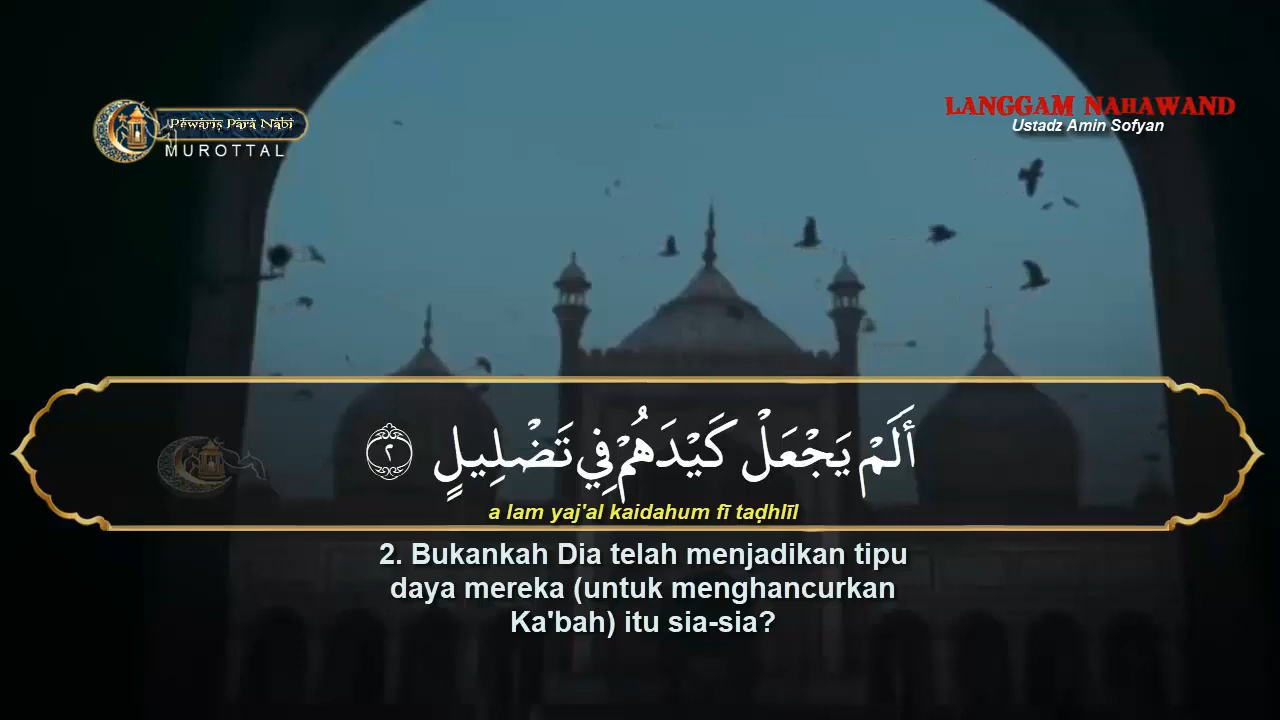 Pewaris Para Nabi
MUROTTAL
LANGGAM NAHAWAND
Ustadz Amin Sofyan
أَلَمْ يَجْعَلْ كَيْدَهُمْ فِي تَضْلِيلٍ ٢
a lam yaj'al kaidahum fī taḍhlīl
2. Bukankah Dia telah menjadikan tipu
daya mereka (untuk menghancurkan
Ka'bah) itu sia-sia?